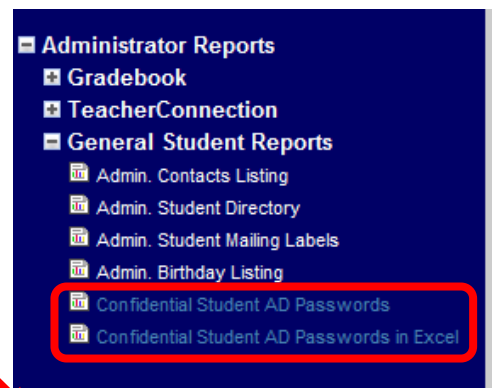 Administrator Reports
Gradebook
TeacherConnection
General Student Reports
Admin. Contacts Listing
Admin. Student Directory
Admin. Student Mailing Labels
Admin. Birthday Listing
Confidential Student AD Passwords
Confidential Student AD Passwords in Excel